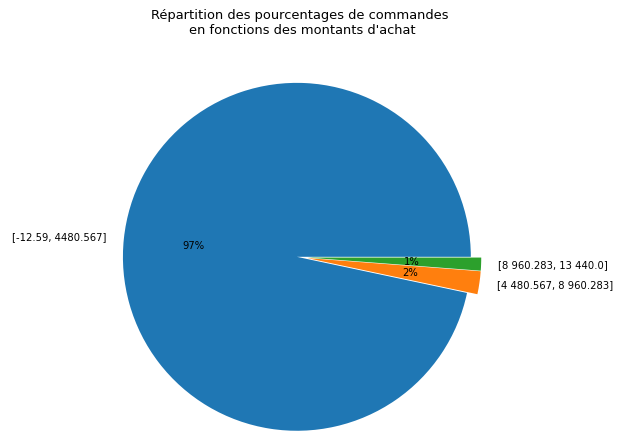 Répartition des pourcentages de commandes
en fonctions des montants d'achat
[-12.59, 4480.567]
97%
1%
[8 960.283, 13 440.0]
2%
[4 480.567, 8 960.283]